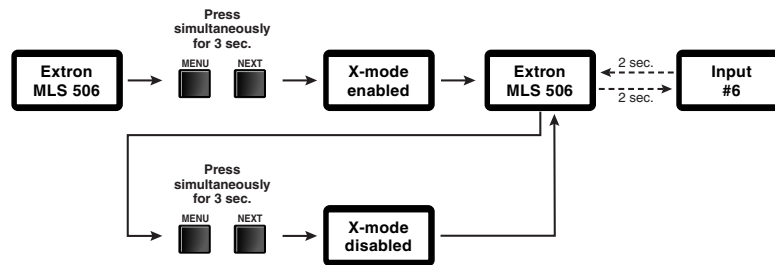 Press
simultaneously
for 3 sec.
MENU NEXT
Extron
MLS 506
X-mode
enabled
Extron
MLS 506
2 sec.
2 sec.
Input
#6
Press
simultaneously
for 3 sec.
MENU NEXT
X-mode
disabled